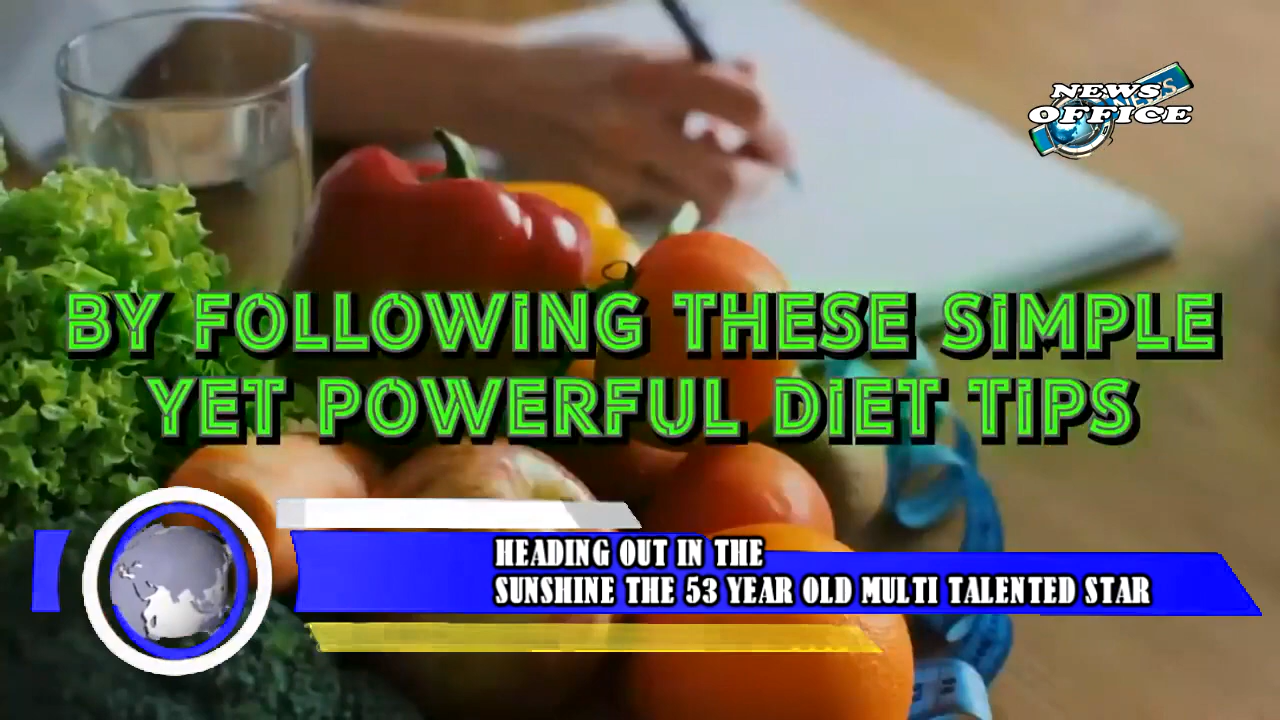 NEWS
OFFICE
BY FOLLOWING THESE SIMPLE
YET POWERFUL DIET TIPS
HEADING OUT IN THE
SUNSHINE THE 53 YEAR OLD MULTI TALENTED STAR